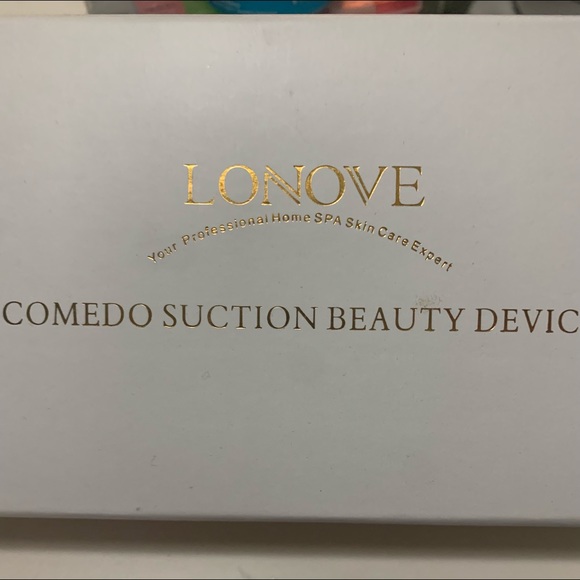 LONOVE
Your Professional Home SPA Skin Care Expert
COMEDO SUCTION BEAUTY DEVIC